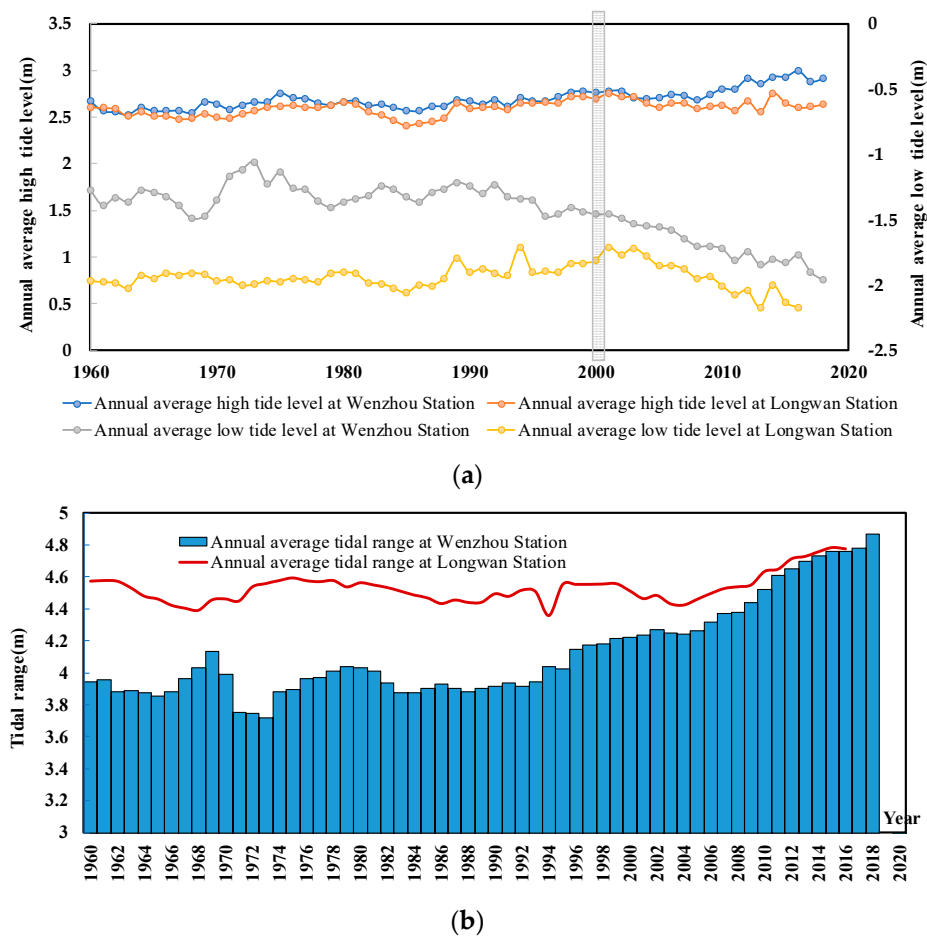 Annual average high tide level(m)
3.5
3
2.5
2
1.5
1
0.5
0
0
-0.5
-1
-1.5
-2
-2.5
Annual average low tide level(m)
1960 1970 1980 1990 2000 2010 2020
Annual average high tide level at Wenzhou Station Annual average high tide level at Longwan Station
Annual average low tide level at Wenzhou Station Annual average low tide level at Longwan Station
(a)
Tidal range(m)
5
4.8
4.6
4.4
4.2
4
3.8
3.6
3.4
3.2
3
Annual average tidal range at Wenzhou Station
Annual average tidal range at Longwan Station
Year
1960 1962 1964 1966 1968 1970 1972 1974 1976 1978 1980 1982 1984 1986 1988 1990 1992 1994 1996 1998 2000 2002 2004 2006 2008 2010 2012 2014 2016 2018 2020
(b)